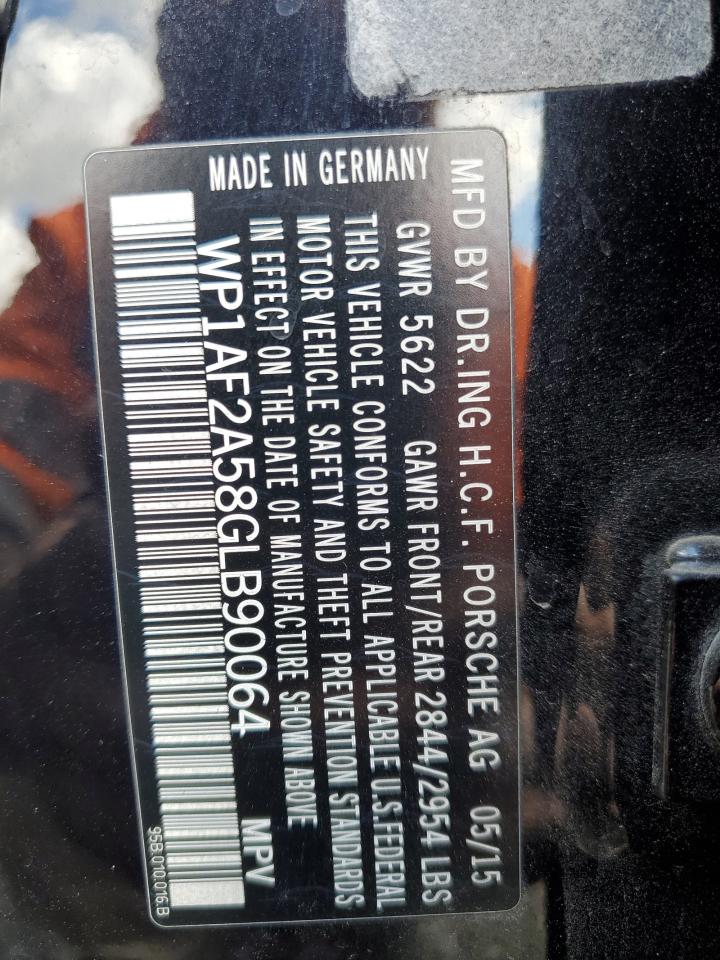 MFD BY DR.ING H.C.F. PORSCHE AG 05/15
GVWR 5622 GAWR FRONT/REAR 2844/2954 LBS
THIS VEHICLE CONFORMS TO ALL APPLICABLE U.S.FEDERAL
MOTOR VEHICLE SAFETY AND THEFT PREVENTION STANDARDS
IN EFFECT ON THE DATE OF MANUFACTURE SHOWN ABOVE
MADE IN GERMANY
WP1AF2A58GLB90064 MPV
95B.010.016.B